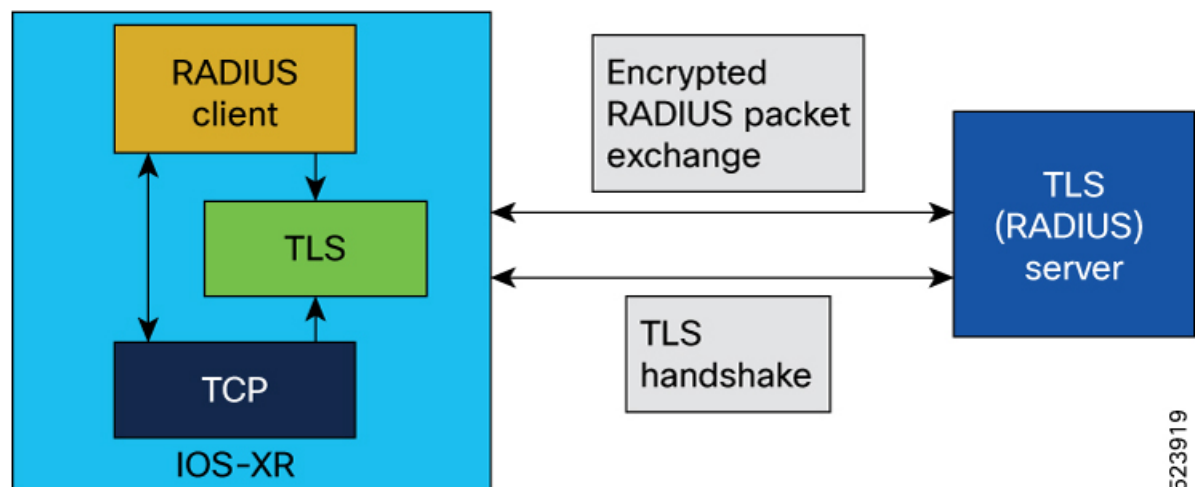 RADIUS
client
TLS
TCP
IOS-XR
Encrypted
RADIUS packet
exchange
TLS
handshake
TLS
(RADIUS)
server
523919